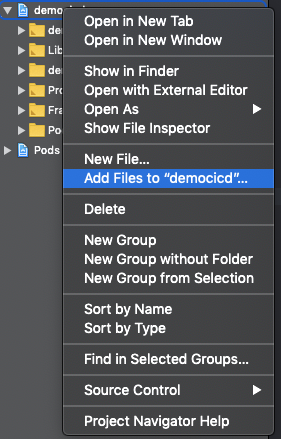 Open in New Tab
Open in New Window
Show in Finder
Open with External Editor
Open As
Show File Inspector
New File...
Add Files to “democicd”...
Delete
New Group
New Group without Folder
New Group from Selection
Sort by Name
Sort by Type
Find in Selected Groups...
Source Control
Project Navigator Help
Pods